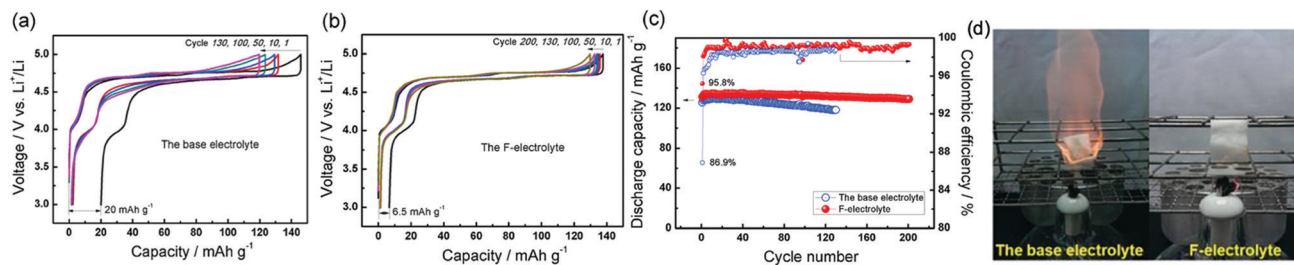 (a)
Cycle 130, 100, 50, 10, 1
5.0
4.5
4.0
3.5
3.0
Voltage / V vs. Li⁺/Li
The base electrolyte
20 mAh g⁻¹
0 20 40 60 80 100 120 140
Capacity / mAh g⁻¹
(b)
Cycle 200, 130, 100, 50, 10, 1
5.0
4.5
4.0
3.5
3.0
Voltage / V vs. Li⁺/Li
The F-electrolyte
6.5 mAh g⁻¹
0 20 40 60 80 100 120 140
Capacity / mAh g⁻¹
(c)
160
120
80
40
0
Discharge capacity / mAh g⁻¹
95.8%
86.9%
The base electrolyte
F-electrolyte
100
98
96
94
92
90
88
86
84
82
80
Coulombic efficiency / %
0 40 80 120 160 200
Cycle number
(d)
The base electrolyte
F-electrolyte